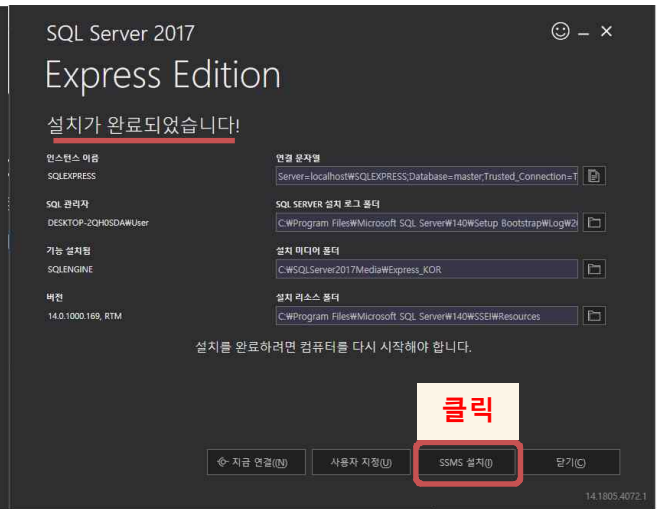 SQL Server 2017
Express Edition
설치가 완료되었습니다!
인스턴스 이름
SQLEXPRESS
연결 문자열
Server=localhost₩SQLEXPRESS;Database=master;Trusted_Connection=T
SQL 관리자
DESKTOP-2QH0SDA₩User
SQL SERVER 설치 로그 폴더
C:₩Program Files₩Microsoft SQL Server₩140₩Setup Bootstrap₩Log₩2
기능 설치됨
SQLENGINE
설치 미디어 폴더
C:₩SQLServer2017Media₩Express_KOR
버전
14.0.1000.169, RTM
설치 리소스 폴더
C:₩Program Files₩Microsoft SQL Server₩140₩SSEI₩Resources
설치를 완료하려면 컴퓨터를 다시 시작해야 합니다.
클릭
지금 연결((N)
사용자 지정(U)
SSMS 설치(I)
닫기(C)
14.1805.4072.1